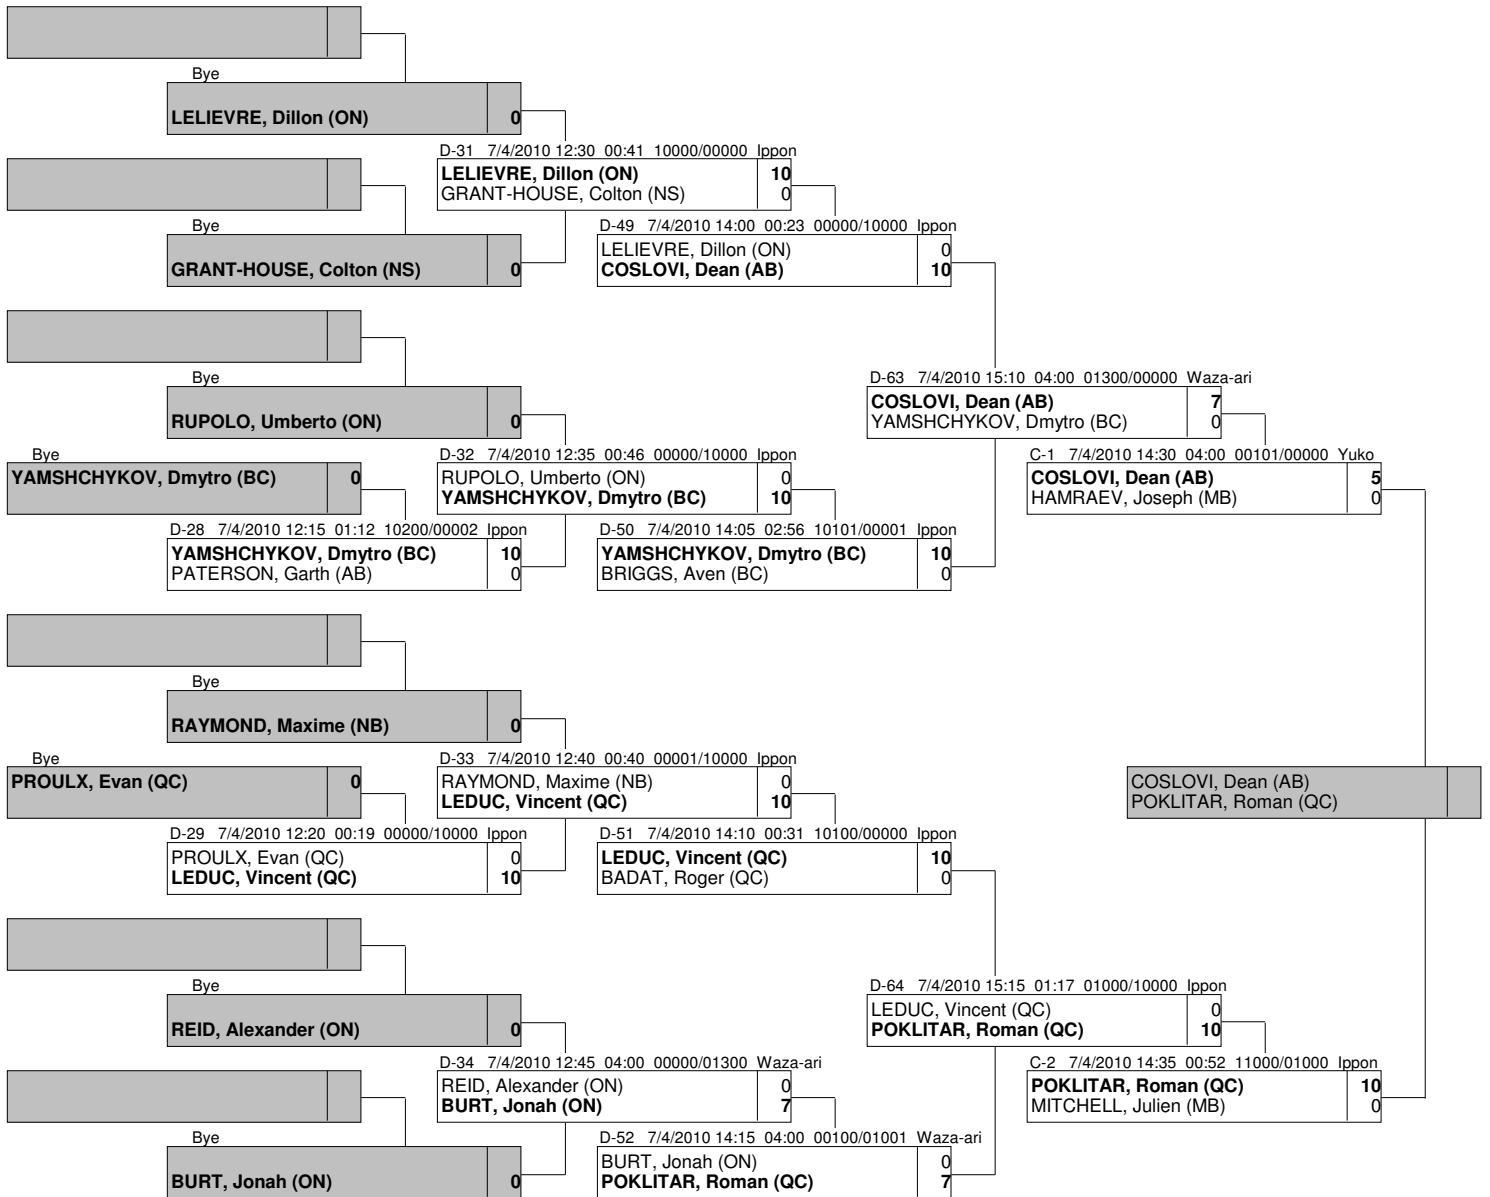 Bye
LELIEVRE, Dillon (ON) 0
D-31 7/4/2010 12:30 00:41 10000/00000 Ippon
LELIEVRE, Dillon (ON) 10
GRANT-HOUSE, Colton (NS) 0
Bye
GRANT-HOUSE, Colton (NS) 0
D-49 7/4/2010 14:00 00:23 00000/10000 Ippon
LELIEVRE, Dillon (ON) 0
COSLOVI, Dean (AB) 10
Bye
RUPOLO, Umberto (ON) 0
D-63 7/4/2010 15:10 04:00 01300/00000 Waza-ari
COSLOVI, Dean (AB) 7
YAMSHCHYKOV, Dmytro (BC) 0
Bye
YAMSHCHYKOV, Dmytro (BC) 0
D-32 7/4/2010 12:35 00:46 00000/10000 Ippon
RUPOLO, Umberto (ON) 0
YAMSHCHYKOV, Dmytro (BC) 10
C-1 7/4/2010 14:30 04:00 00101/00000 Yuko
COSLOVI, Dean (AB) 5
HAMRAEV, Joseph (MB) 0
D-28 7/4/2010 12:15 01:12 10200/00002 Ippon
YAMSHCHYKOV, Dmytro (BC) 10
PATERSON, Garth (AB) 0
D-50 7/4/2010 14:05 02:56 10101/00001 Ippon
YAMSHCHYKOV, Dmytro (BC) 10
BRIGGS, Aven (BC) 0
Bye
RAYMOND, Maxime (NB) 0
Bye
PROULX, Evan (QC) 0
D-33 7/4/2010 12:40 00:40 00001/10000 Ippon
RAYMOND, Maxime (NB) 0
LEDUC, Vincent (QC) 10
COSLOVI, Dean (AB)
POKLITAR, Roman (QC)
D-29 7/4/2010 12:20 00:19 00000/10000 Ippon
PROULX, Evan (QC) 0
LEDUC, Vincent (QC) 10
D-51 7/4/2010 14:10 00:31 10100/00000 Ippon
LEDUC, Vincent (QC) 10
BADAT, Roger (QC) 0
Bye
REID, Alexander (ON) 0
D-64 7/4/2010 15:15 01:17 01000/10000 Ippon
LEDUC, Vincent (QC) 0
POKLITAR, Roman (QC) 10
D-34 7/4/2010 12:45 04:00 00000/01300 Waza-ari
REID, Alexander (ON) 0
BURT, Jonah (ON) 7
C-2 7/4/2010 14:35 00:52 11000/01000 Ippon
POKLITAR, Roman (QC) 10
MITCHELL, Julien (MB) 0
Bye
BURT, Jonah (ON) 0
D-52 7/4/2010 14:15 04:00 00100/01001 Waza-ari
BURT, Jonah (ON) 0
POKLITAR, Roman (QC) 7